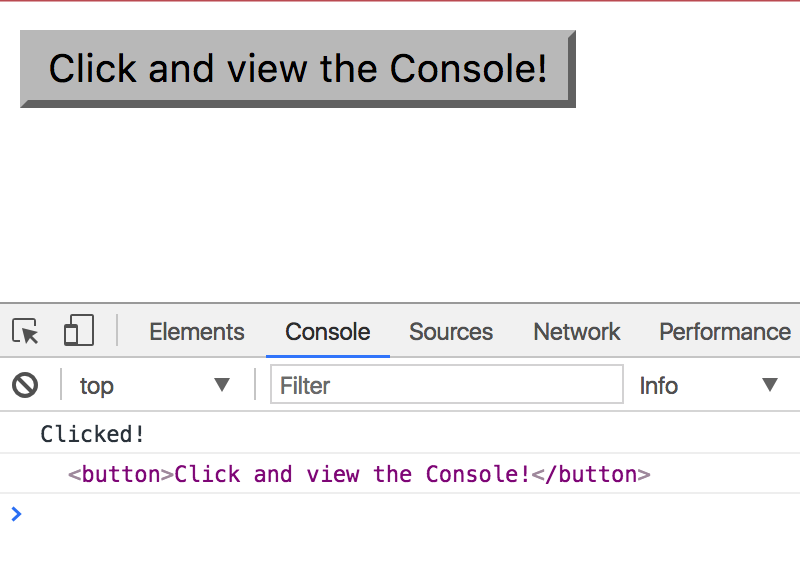 Click and view the Console!
Elements Console Sources Network Performance
top Filter Info
Clicked!
<button>Click and view the Console!</button>